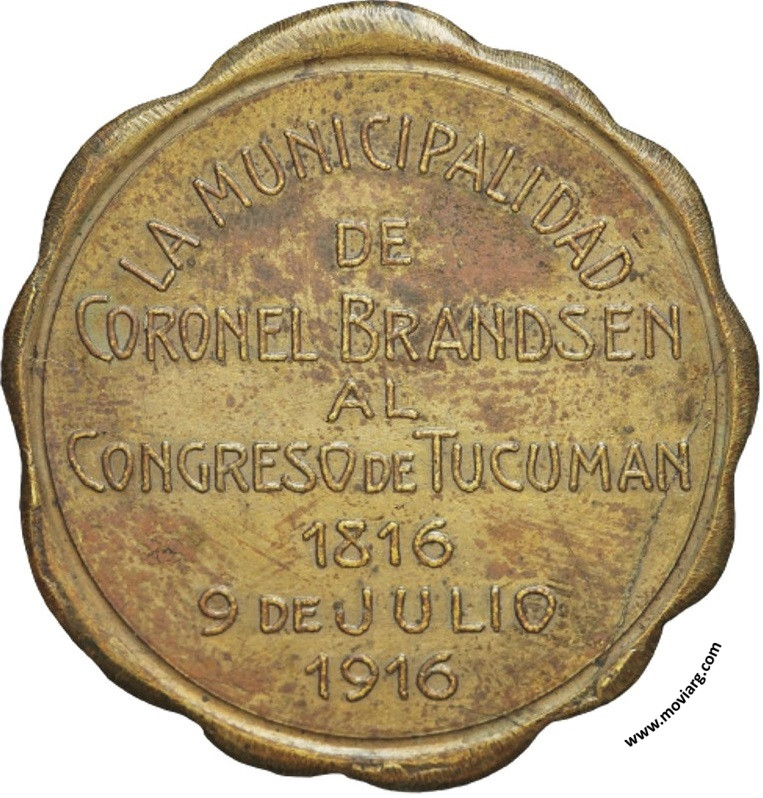 LA MUNICIPALIDAD
DE
CORONEL BRANDSEN
AL
CONGRESO DE TUCUMAN
1816
9 DE JULIO
1916
www.moviarg.com